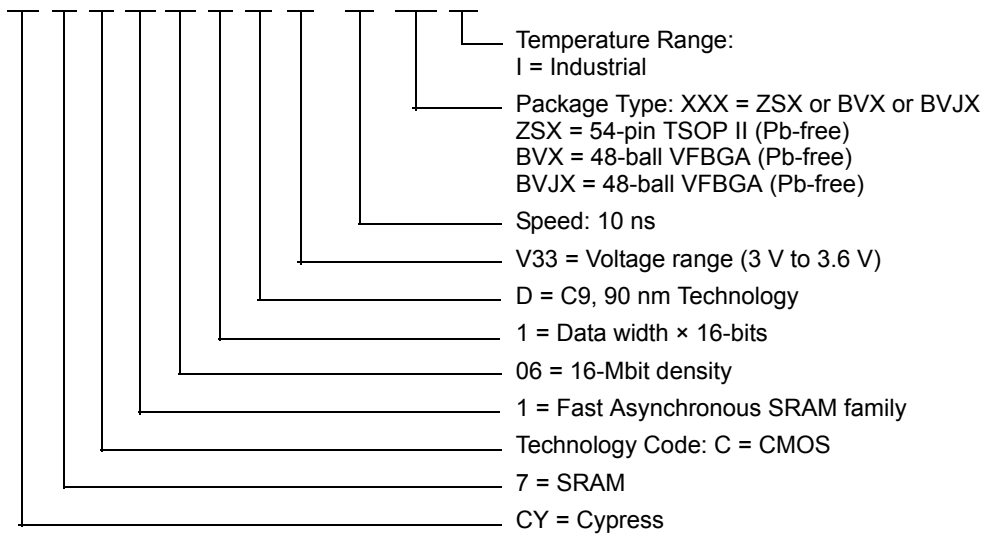 Temperature Range:
I = Industrial
Package Type: XXX = ZSX or BVX or BVJX
ZSX = 54-pin TSOP II (Pb-free)
BVX = 48-ball VFBGA (Pb-free)
BVJX = 48-ball VFBGA (Pb-free)
Speed: 10 ns
V33 = Voltage range (3 V to 3.6 V)
D = C9, 90 nm Technology
1 = Data width × 16-bits
06 = 16-Mbit density
1 = Fast Asynchronous SRAM family
Technology Code: C = CMOS
7 = SRAM
CY = Cypress